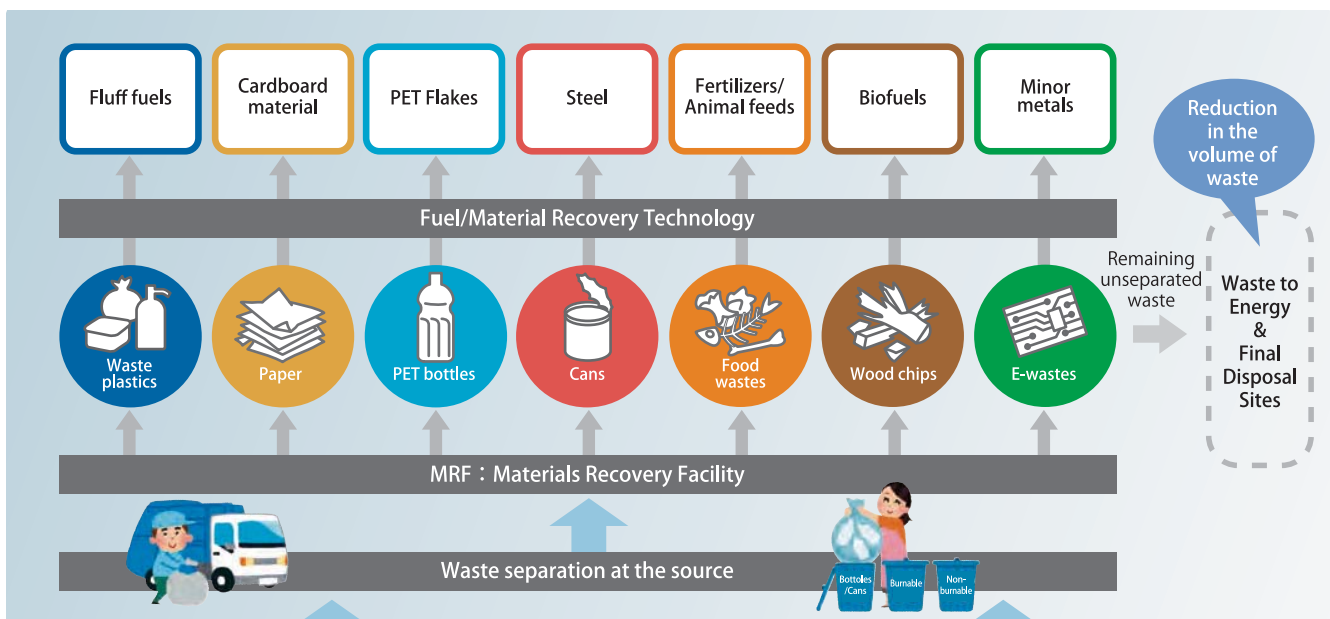 Fluff fuels
Cardboard
material
PET Flakes
Steel
Fertilizers/
Animal feeds
Biofuels
Minor
metals
Reduction
in the
volume of
waste
Fuel/Material Recovery Technology
Waste
plastics
Paper
PET bottles
Cans
Food
wastes
Wood chips
E-wastes
Remaining
unseparated
waste
Waste to
Energy
&
Final
Disposal
Sites
MRF：Materials Recovery Facility
Waste separation at the source
Bottoles
/Cans
Burnable
Non-
burnable